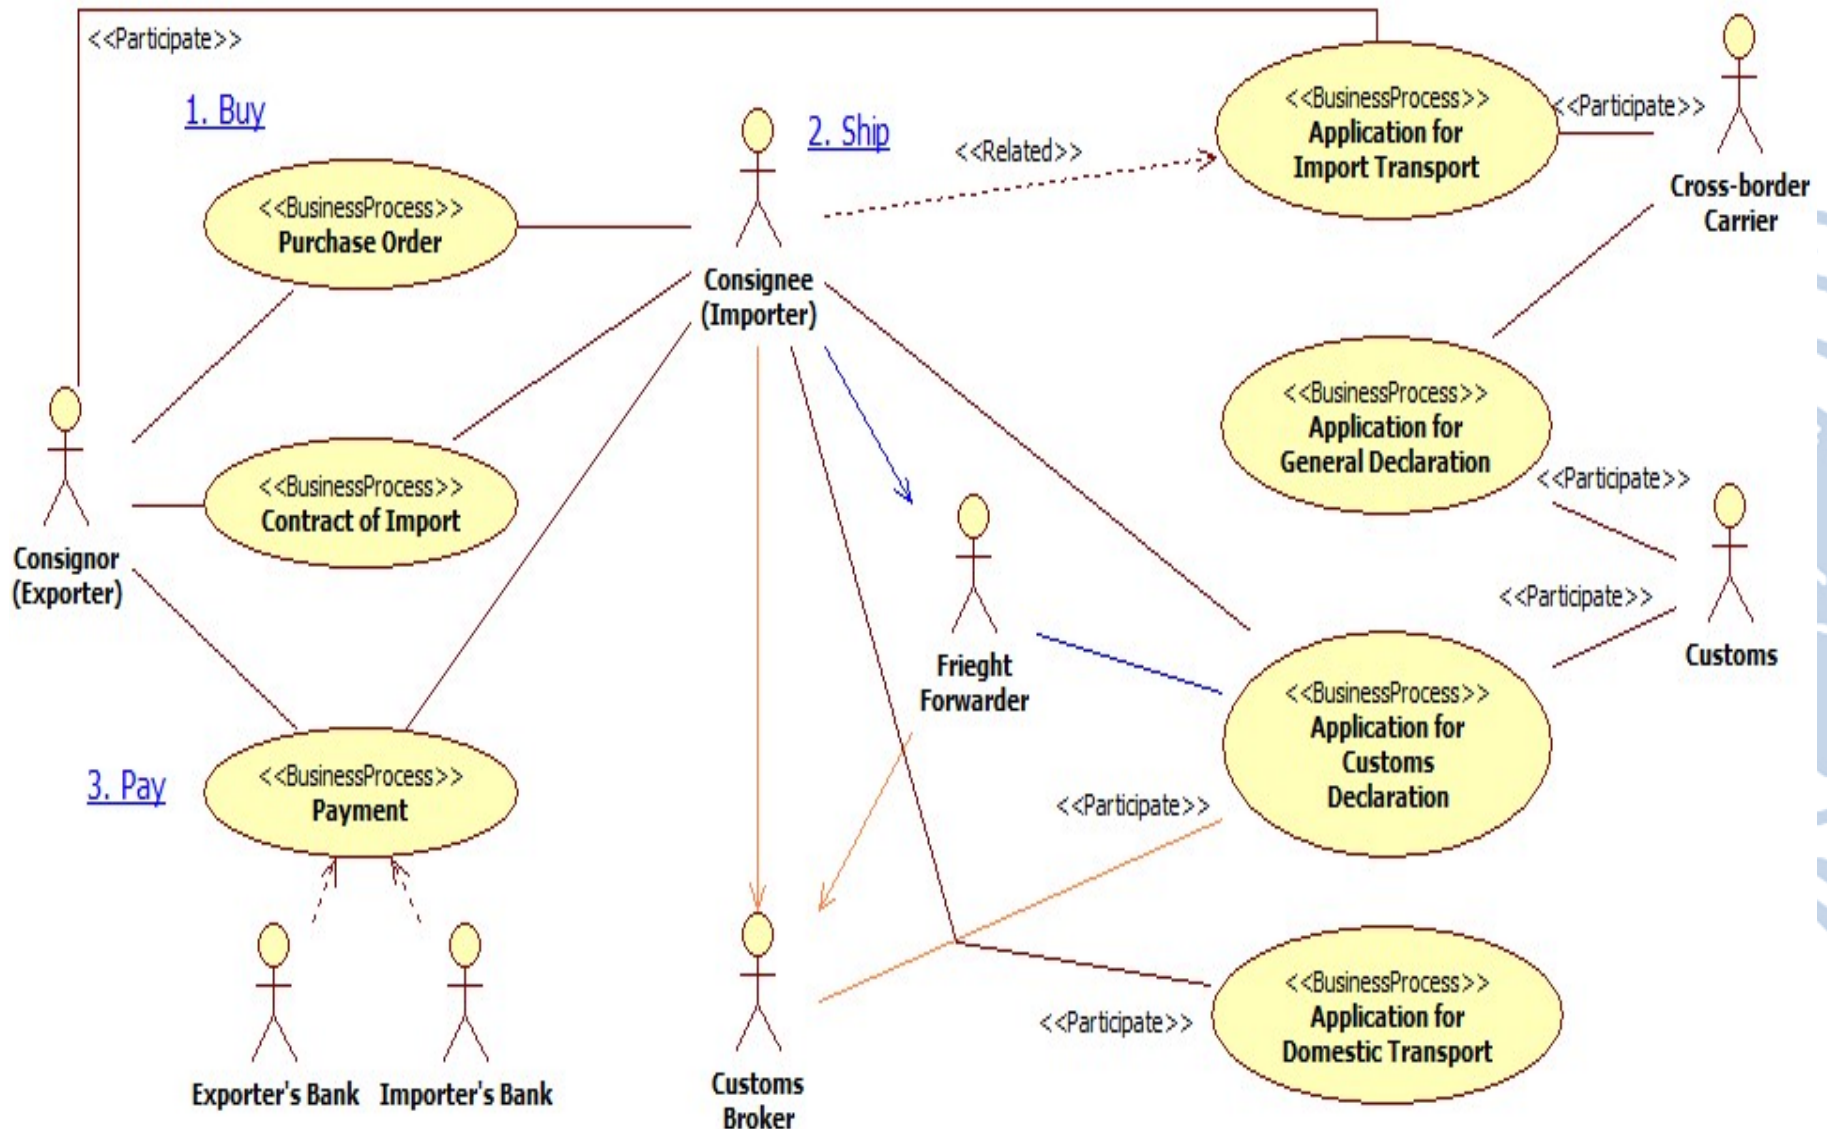 <<Participate>>
1. Buy
<<BusinessProcess>>
Purchase Order
<<BusinessProcess>>
Contract of Import
Consignor
(Exporter)
3. Pay
<<BusinessProcess>>
Payment
Exporter's Bank
Importer's Bank
Consignee
(Importer)
2. Ship
<<Related>>
<<BusinessProcess>>
Application for
Import Transport
<<Participate>>
Cross-border
Carrier
<<BusinessProcess>>
Application for
General Declaration
<<Participate>>
<<Participate>>
Customs
Frieght
Forwarder
<<BusinessProcess>>
Application for
Customs
Declaration
<<Participate>>
<<BusinessProcess>>
Application for
Domestic Transport
<<Participate>>
Customs
Broker